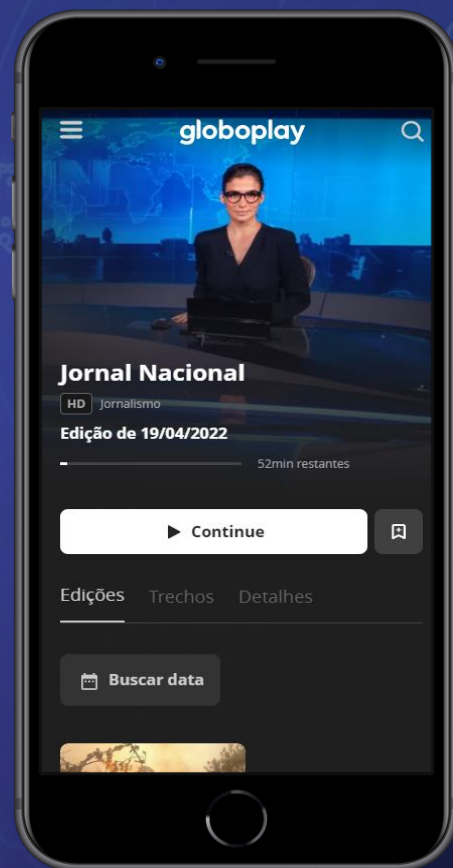 globoplay
Jornal Nacional
HD Jornalismo
Edição de 19/04/2022
52min restantes
Continue
Edições Trechos Detalhes
Buscar data